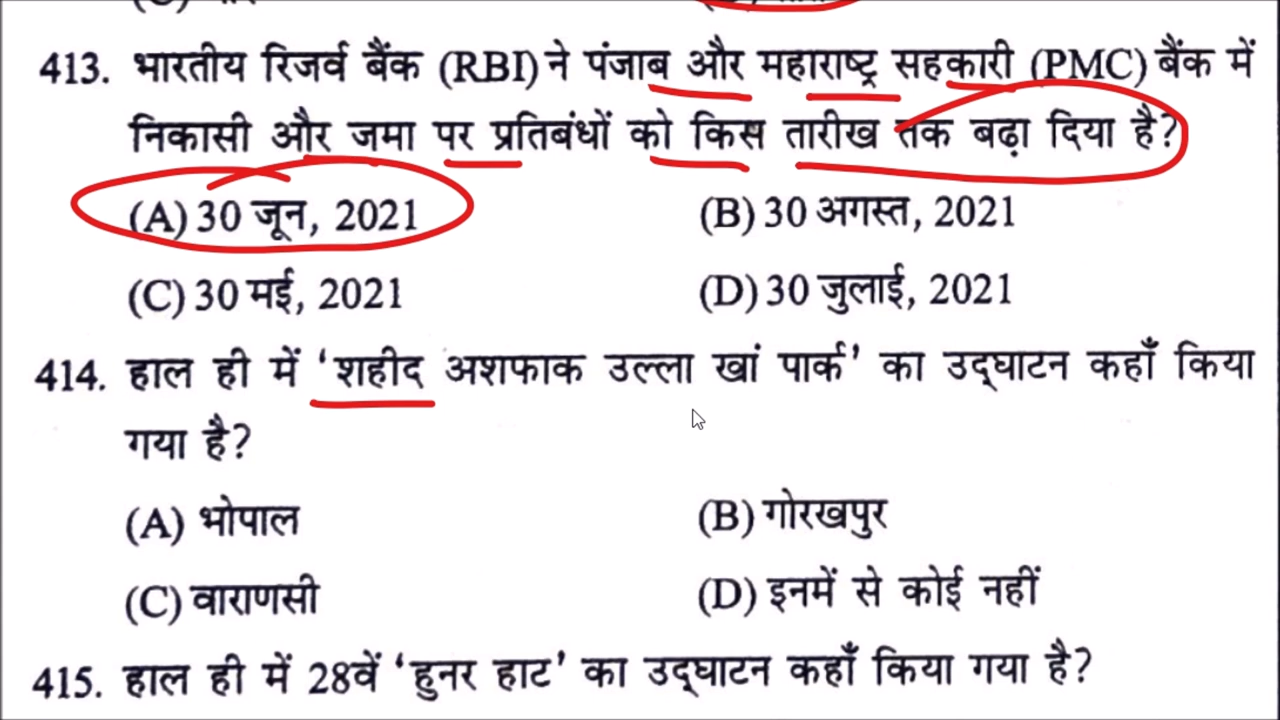 413. भारतीय रिजर्व बैंक (RBI) ने पंजाब और महाराष्ट्र सहकारी (PMC) बैंक में
निकासी और जमा पर प्रतिबंधों को किस तारीख तक बढ़ा दिया है?
(A) 30 जून, 2021 (B) 30 अगस्त, 2021
(C) 30 मई, 2021 (D) 30 जुलाई, 2021
414. हाल ही में ‘शहीद अशफाक उल्ला खां पार्क’ का उद्घाटन कहाँ किया
गया है?
(A) भोपाल (B) गोरखपुर
(C) वाराणसी (D) इनमें से कोई नहीं
415. हाल ही में 28वें ‘हुनर हाट’ का उद्घाटन कहाँ किया गया है?